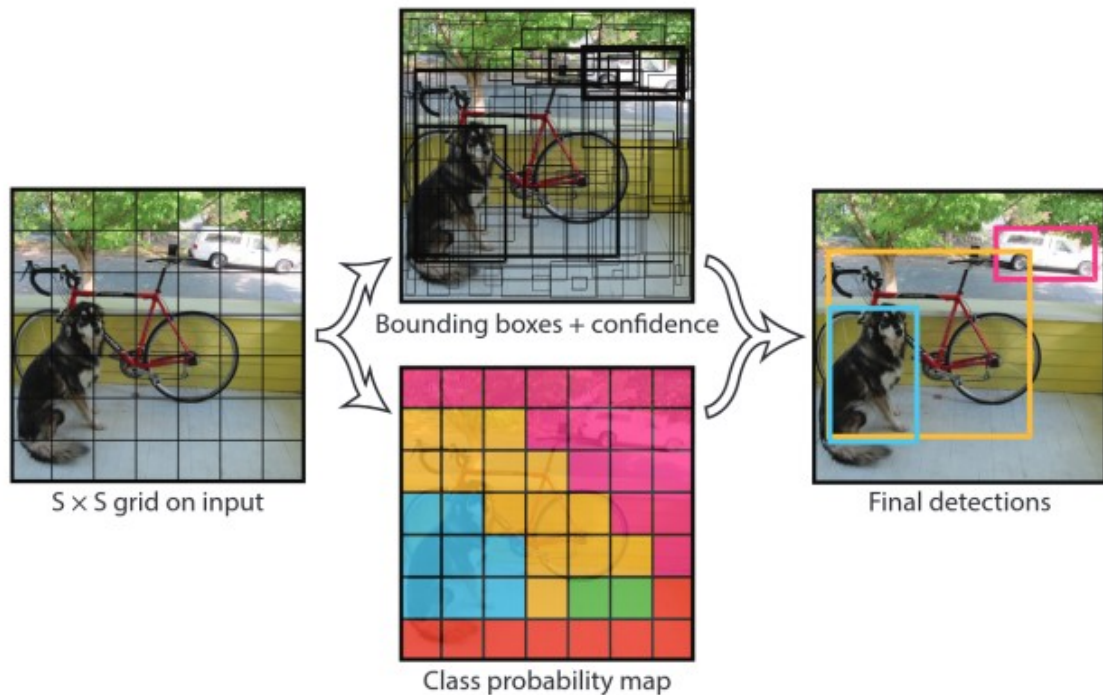 Bounding boxes + confidence
S × S grid on input
Final detections
Class probability map